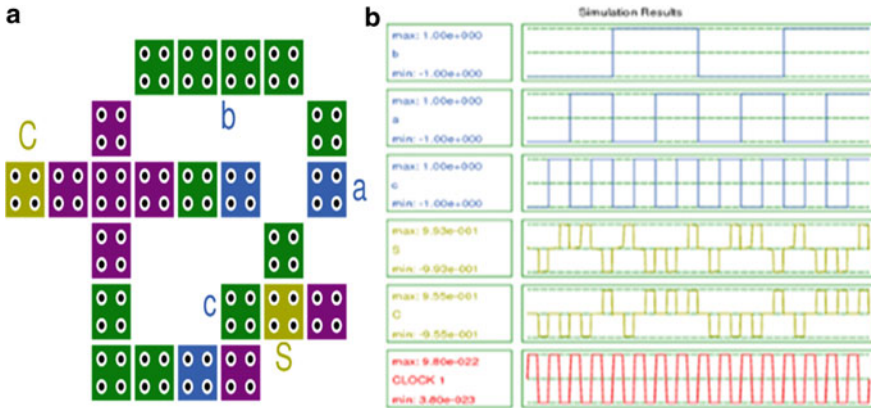 a
b
C
b
a
c
S
Simulation Results
max: 1.00e+000
b
min: -1.00e+000
max: 1.00e+000
a
min: -1.00e+000
max: 1.00e+000
c
min: -1.00e+000
max: 9.93e-001
S
min: -9.93e-001
max: 9.55e-001
C
min: -9.55e-001
max: 9.80e-022
CLOCK 1
min: 3.80e-023